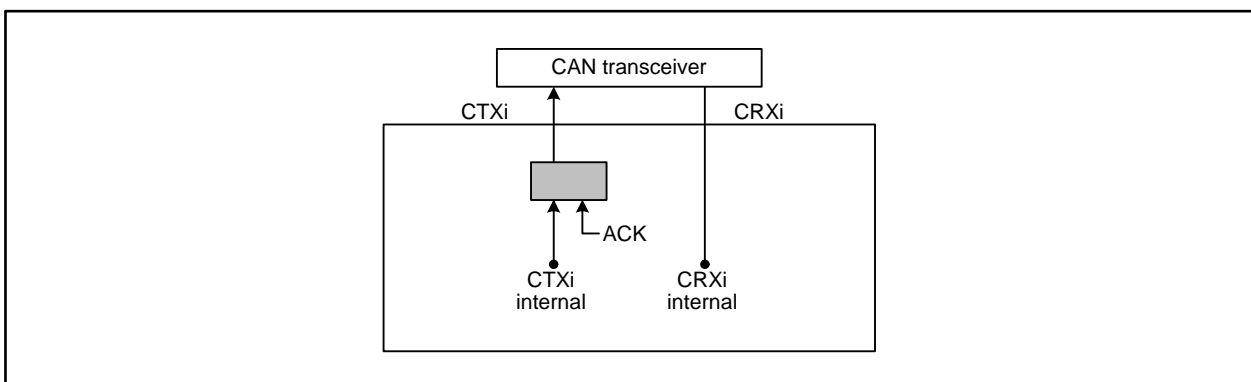 CAN transceiver
CTXi
CRXi
ACK
CTXi
internal
CRXi
internal